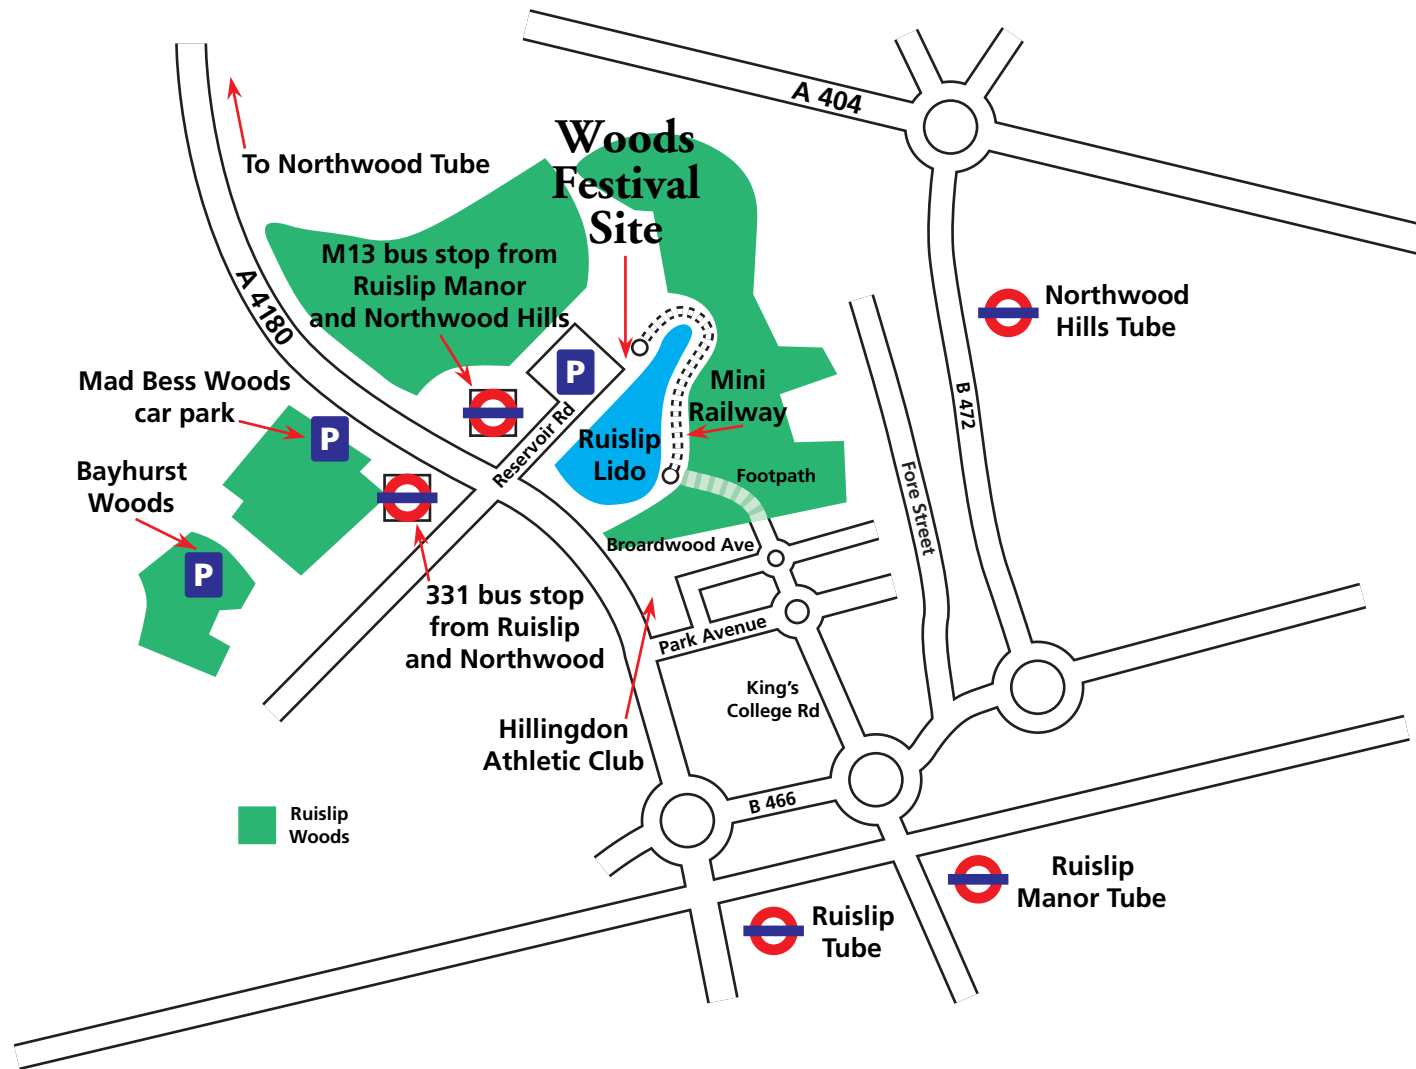 A 404
Woods
Festival
Site
To Northwood Tube
M13 bus stop from
Ruislip Manor
and Northwood Hills
A 4180
Northwood
Hills Tube
P
Mad Bess Woods
car park
P
Mini
Railway
B 472
Reservoir Rd
Ruislip
Lido
Bayhurst
Woods
P
Footpath
Fore Street
Broardwood Ave
331 bus stop
from Ruislip
and Northwood
Park Avenue
King's
College Rd
Hillingdon
Athletic Club
B 466
Ruislip
Woods
Ruislip
Manor Tube
Ruislip
Tube